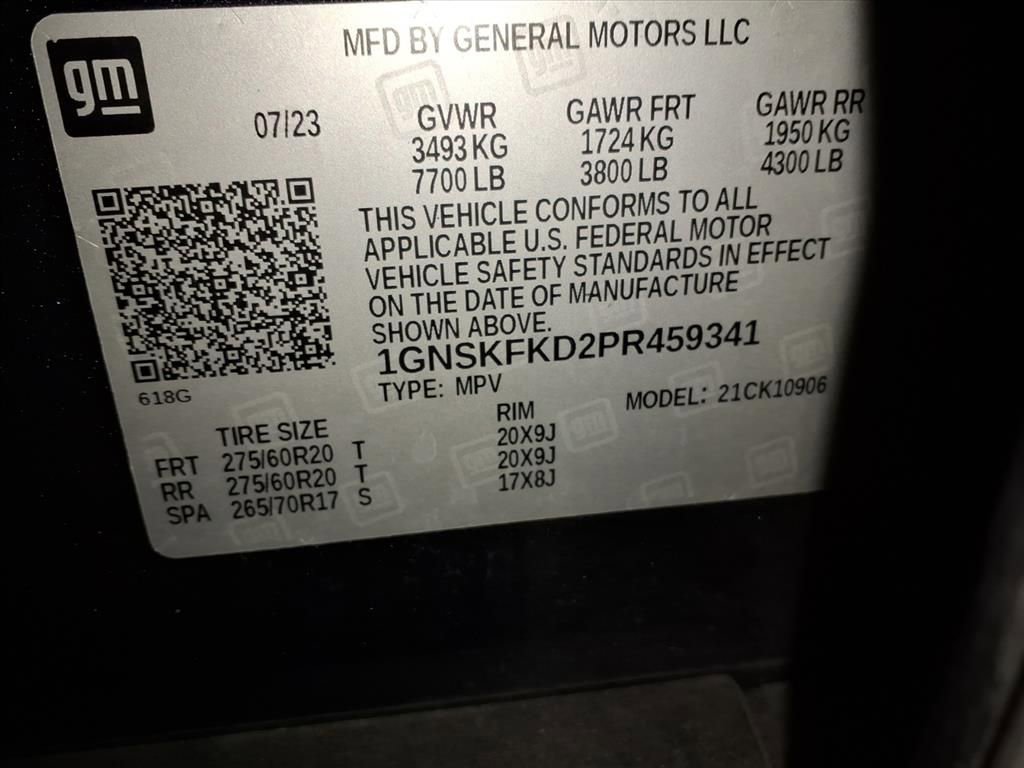 gm
MFD BY GENERAL MOTORS LLC
07/23 GVWR GAWR FRT GAWR RR
3493 KG 1724 KG 1950 KG
7700 LB 3800 LB 4300 LB
THIS VEHICLE CONFORMS TO ALL
APPLICABLE U.S. FEDERAL MOTOR
VEHICLE SAFETY STANDARDS IN EFFECT
ON THE DATE OF MANUFACTURE
SHOWN ABOVE.
1GNSKFKD2PR459341
618G
TYPE: MPV MODEL: 21CK10906
TIRE SIZE RIM
FRT 275/60R20 T 20X9J
RR 275/60R20 T 20X9J
SPA 265/70R17 S 17X8J